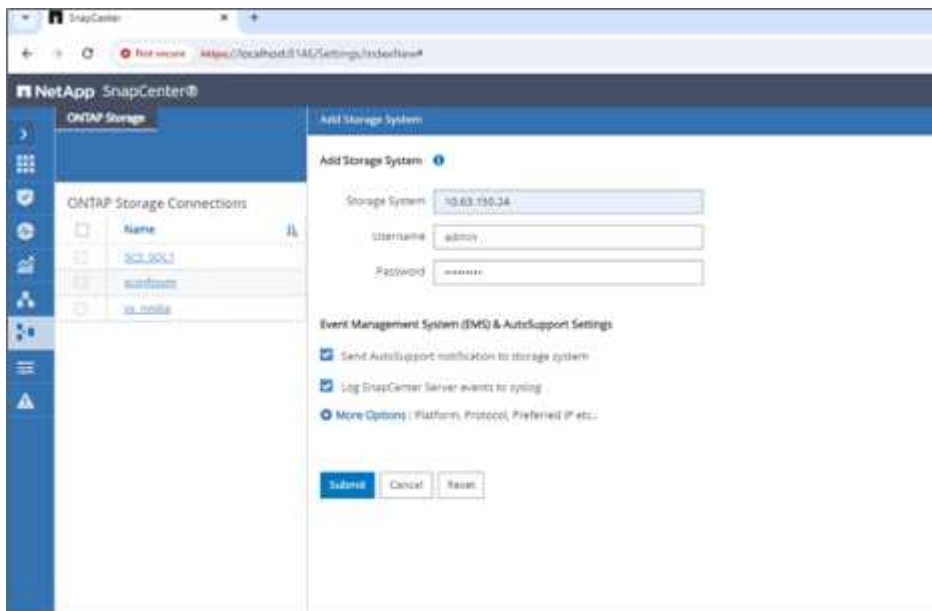 SnapCenter
Not secure https://localhost:8146/Settings/IndexNew#
NetApp SnapCenter®
ONTAP Storage
Add Storage System
Add Storage System
ONTAP Storage Connections
Name
Storage System 10.63.150.24
Username admin
Password ••••••••
Event Management System (EMS) & AutoSupport Settings
Send AutoSupport notification to storage system
Log SnapCenter Server events to syslog
More Options : Platform, Protocol, Preferred IP etc..
Submit Cancel Reset